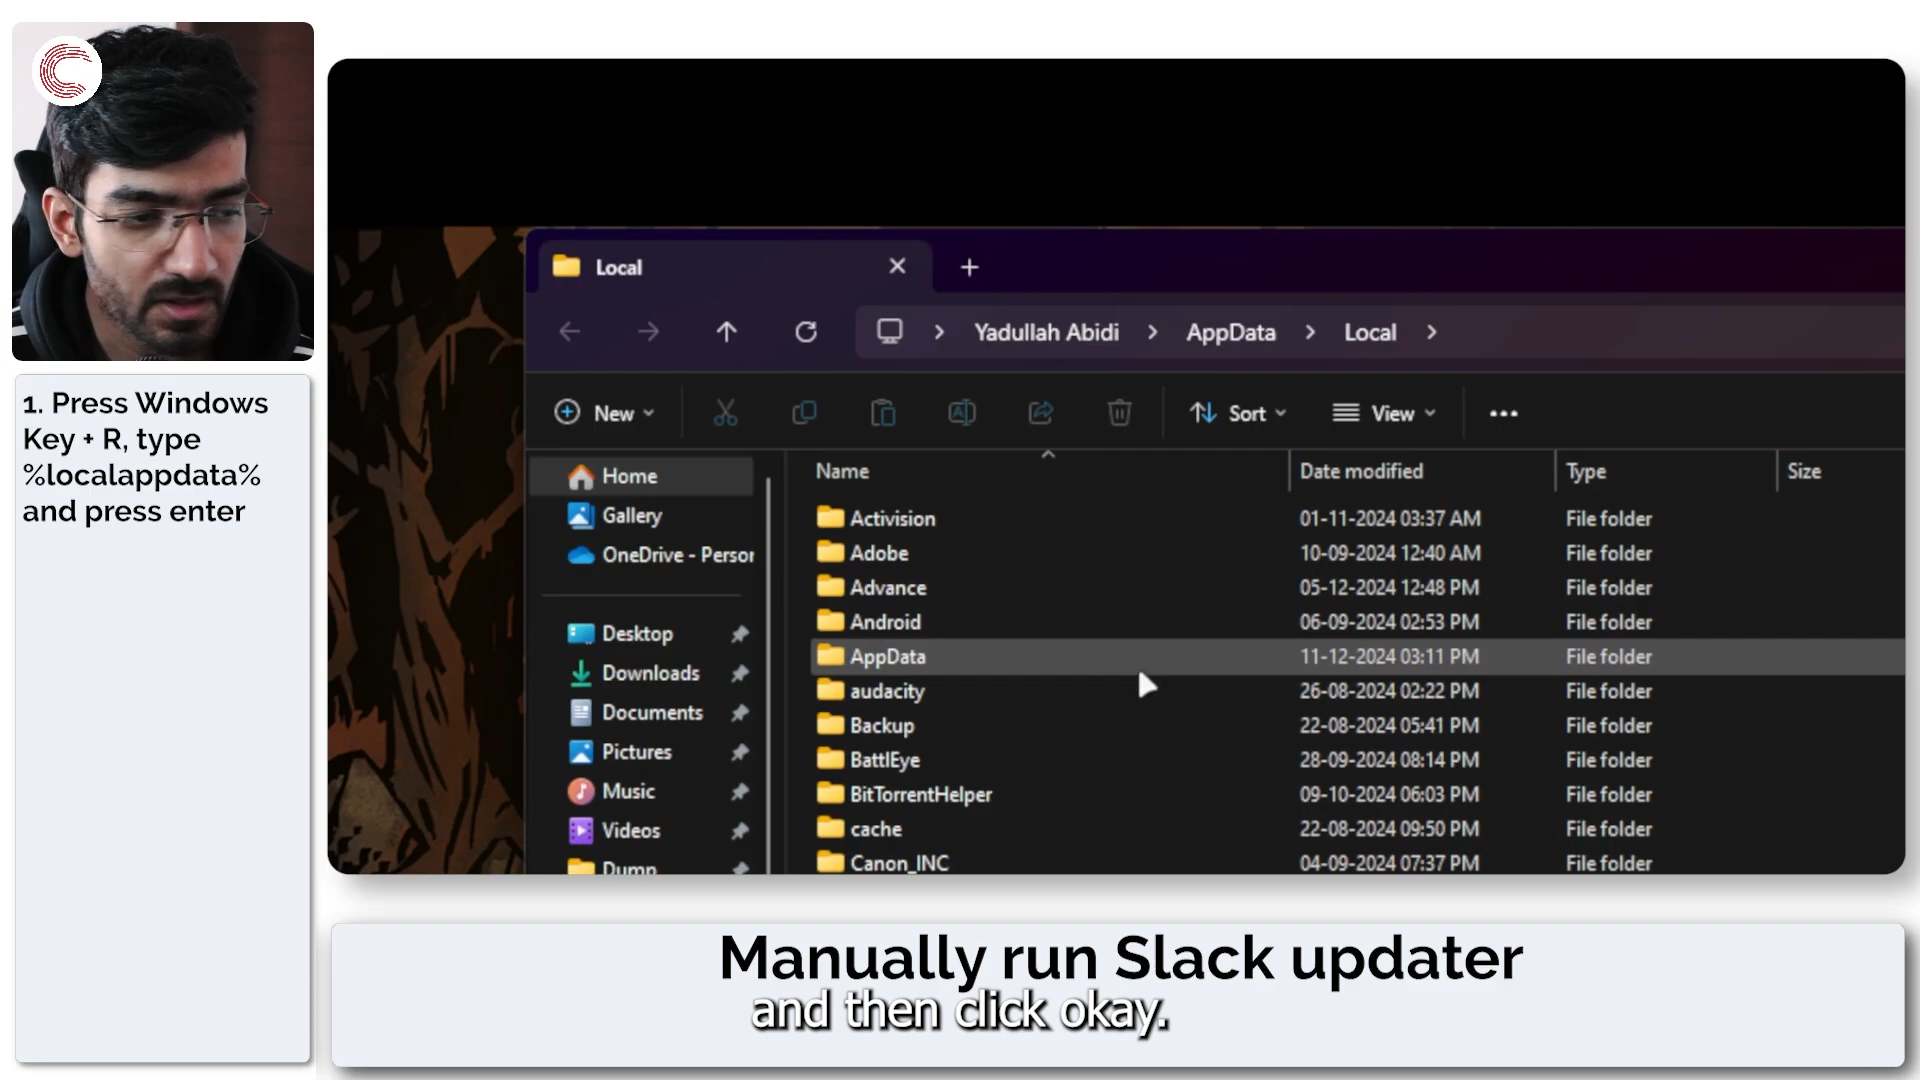 1. Press Windows
Key + R, type
%localappdata%
and press enter
Local
Yadullah Abidi > AppData > Local >
New
Sort
View
Home
Gallery
OneDrive - Person
Desktop
Downloads
Documents
Pictures
Music
Videos
Dump
Name Date modified Type Size
Activision 01-11-2024 03:37 AM File folder
Adobe 10-09-2024 12:40 AM File folder
Advance 05-12-2024 12:48 PM File folder
Android 06-09-2024 02:53 PM File folder
AppData 11-12-2024 03:11 PM File folder
audacity 26-08-2024 02:22 PM File folder
Backup 22-08-2024 05:41 PM File folder
BattlEye 28-09-2024 08:14 PM File folder
BitTorrentHelper 09-10-2024 06:03 PM File folder
cache 22-08-2024 09:50 PM File folder
Canon_INC 04-09-2024 07:37 PM File folder
Manually run Slack updater
and then click okay.